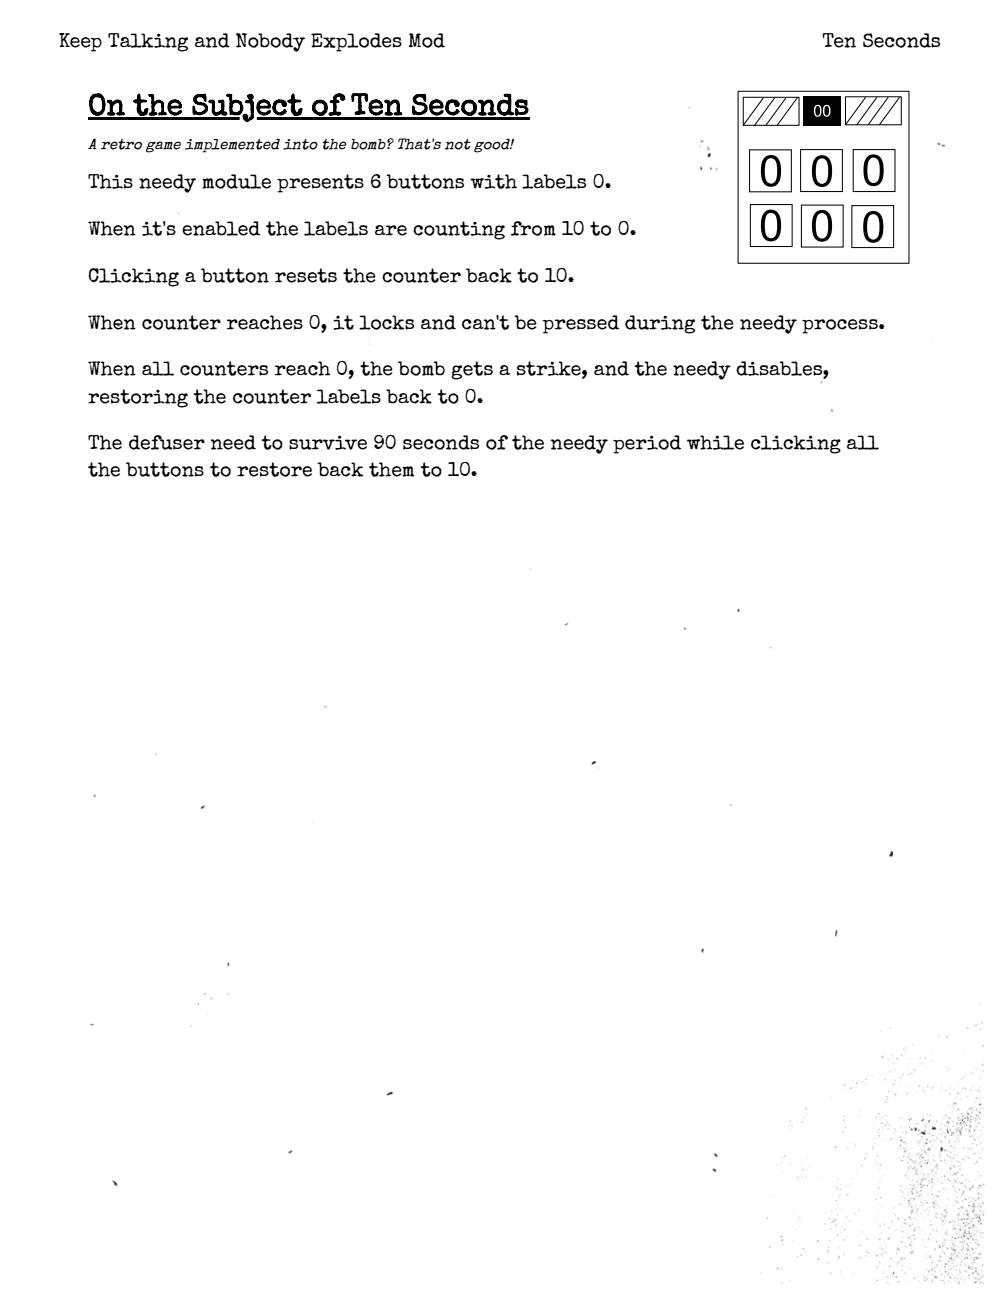 Keep Talking and Nobody Explodes Mod
Ten Seconds
On the Subject of Ten Seconds
A retro game implemented into the bomb? That's not good!
This needy module presents 6 buttons with labels 0.
When it's enabled the labels are counting from 10 to 0.
Clicking a button resets the counter back to 10.
When counter reaches 0, it locks and can't be pressed during the needy process.
When all counters reach 0, the bomb gets a strike, and the needy disables,
restoring the counter labels back to 0.
The defuser need to survive 90 seconds of the needy period while clicking all
the buttons to restore back them to 10.
00
0 0 0
0 0 0